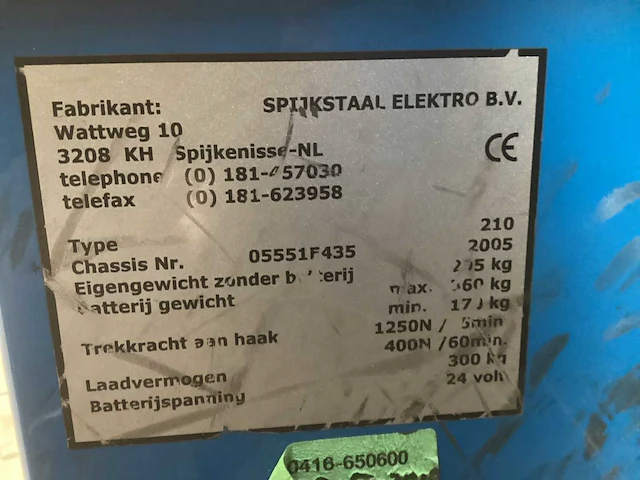 Fabrikant: SPIJKSTAAL ELEKTRO B.V.
Wattweg 10
3208 KH Spijkenisse-NL
CE
telephone (0) 181-457030
telefax (0) 181-623958
Type 210
Chassis Nr. 05551F435 2005
Eigengewicht zonder batterij kg
Batterij gewicht max. kg
min. kg
Trekkracht aan haak 1250N / 5min
400N /60min.
Laadvermogen 300 kg
Batterijspanning 24 volt
0416-650600